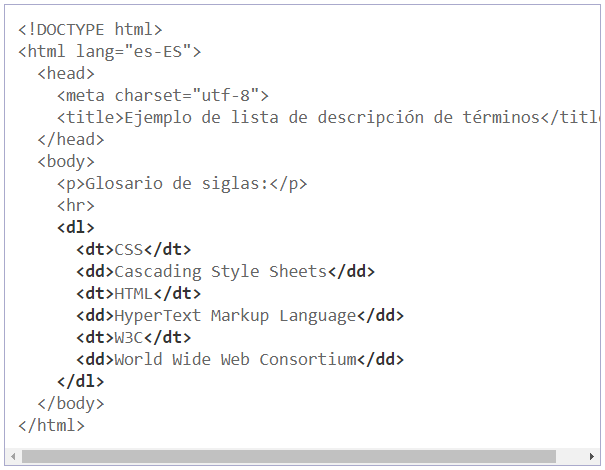 <!DOCTYPE html>
<html lang="es-ES">
  <head>
    <meta charset="utf-8">
    <title>Ejemplo de lista de descripción de términos</titl
  </head>
  <body>
    <p>Glosario de siglas:</p>
    <hr>
    <dl>
      <dt>CSS</dt>
      <dd>Cascading Style Sheets</dd>
      <dt>HTML</dt>
      <dd>HyperText Markup Language</dd>
      <dt>W3C</dt>
      <dd>World Wide Web Consortium</dd>
    </dl>
  </body>
</html>